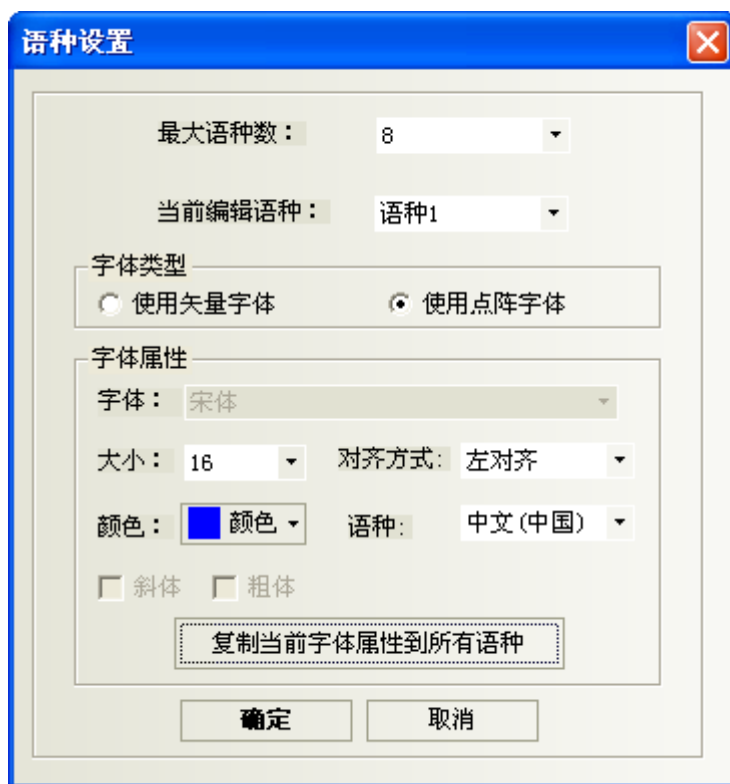 语种设置
最大语种数： 8
当前编辑语种： 语种1
字体类型
使用矢量字体 使用点阵字体
字体属性
字体： 宋体
大小： 16 对齐方式: 左对齐
颜色： 颜色 语种: 中文(中国)
斜体 粗体
复制当前字体属性到所有语种
确定 取消